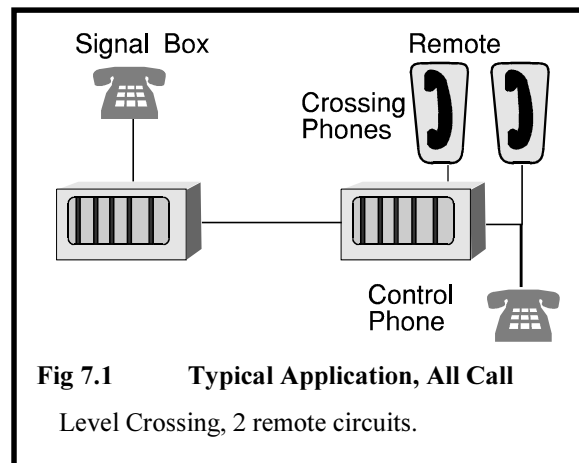 Signal Box
Remote
Crossing
Phones
Control
Phone
Fig 7.1 Typical Application, All Call
Level Crossing, 2 remote circuits.